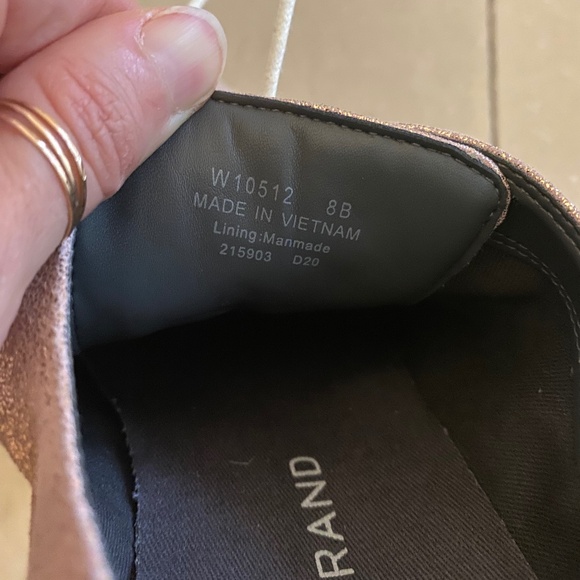 W10512 8B
MADE IN VIETNAM
Lining:Manmade
215903 D20
RAND